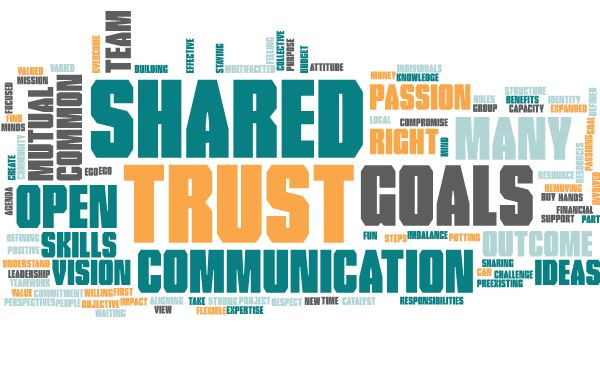 TEAM
OVERCOME
BUILDING
EFFECTIVE
STAYING
MULTIFACETED
FEELING
COLLECTIVE
PURPOSE
BUDGET
ATTITUDE
VALUED
VARIED
MISSION
FOCUSED
FIND
MINDS
MUTUAL
COMMON
SHARED
MONEY
INDIVIDUALS
KNOWLEDGE
PASSION
ROLES
GROUP
STRUCTURE
BENEFITS
CAPACITY
IDENTITY
EXPANDED
DEFINED
LOCAL
COMPROMISE
RIGHT
MIND
MANY
GOAL
PASSIONS
CREATE
COMMUNITY
EGO
EGO
TRUST
GOALS
RESOURCE
RESOURCES
REMOVING
BUY
HANDS
INVOLVED
FINANCIAL
SUPPORT
PART
AGENDA
OPEN
DEFINING
POSITIVE
SKILLS
FUN
STEPS
IMBALANCE
PUTTING
OUTCOME
UNDERSTAND
LEADERSHIP
TEAMWORK
VISION
COMMUNICATION
SHARING
CAN
CHALLENGE
PREEXISTING
IDEAS
VALUE
COMMITMENT
WILLING
FIRST
PERSPECTIVES
PEOPLE
OBJECTIVE
IMPACT
WAITING
ALIGNING
VIEW
TAKE
STRONG
PROJECT
FLEXIBLE
EXPERTISE
RESPECT
NEW
TIME
CATALYST
RESPONSIBILITIES